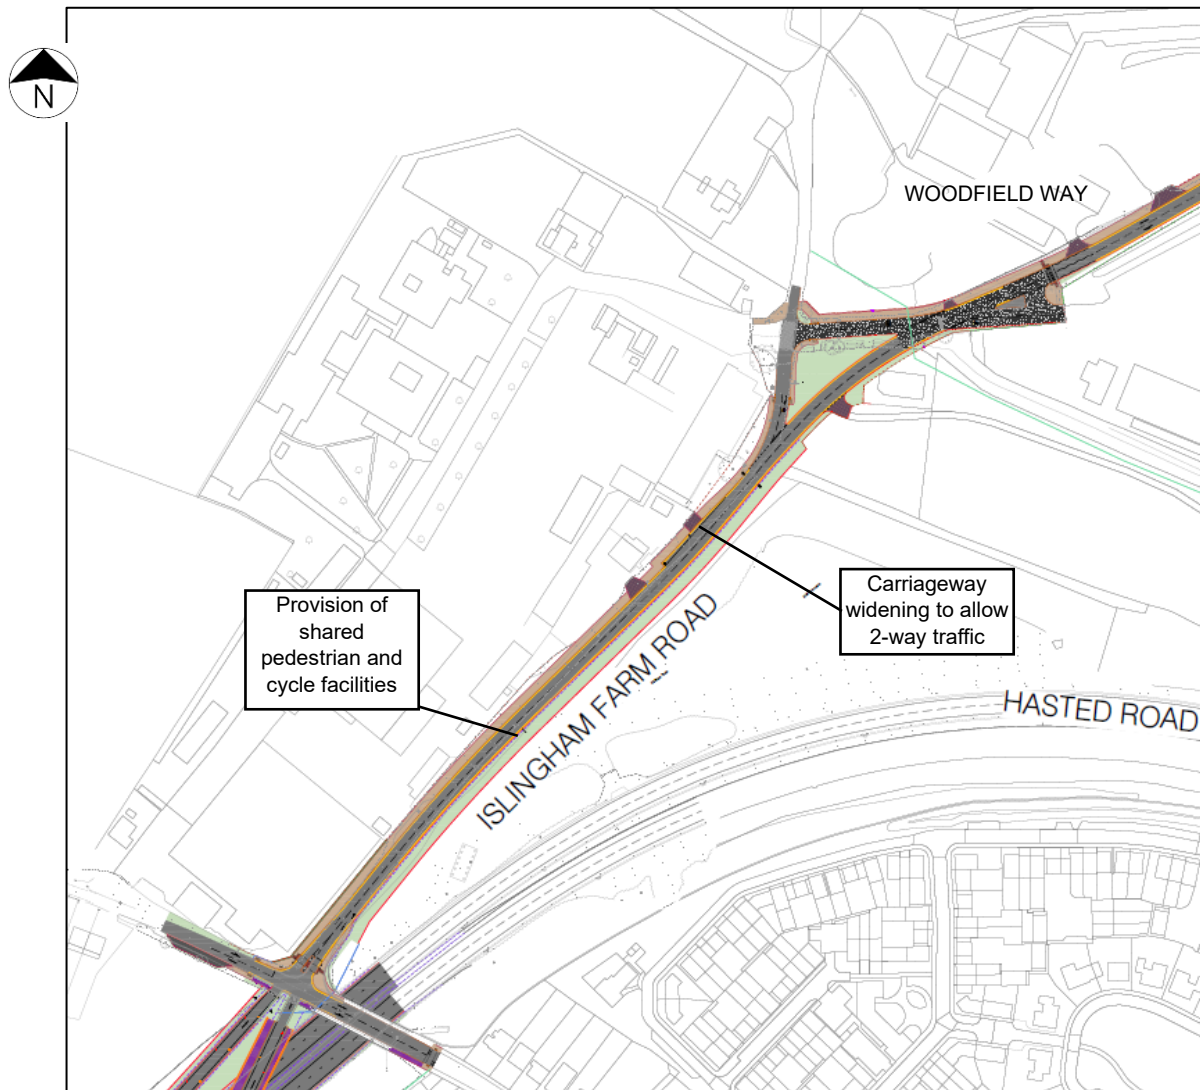 N
WOODFIELD WAY
Carriageway
widening to allow
2-way traffic
Provision of
shared
pedestrian and
cycle facilities
ISLINGHAM FARM ROAD
HASTED ROAD